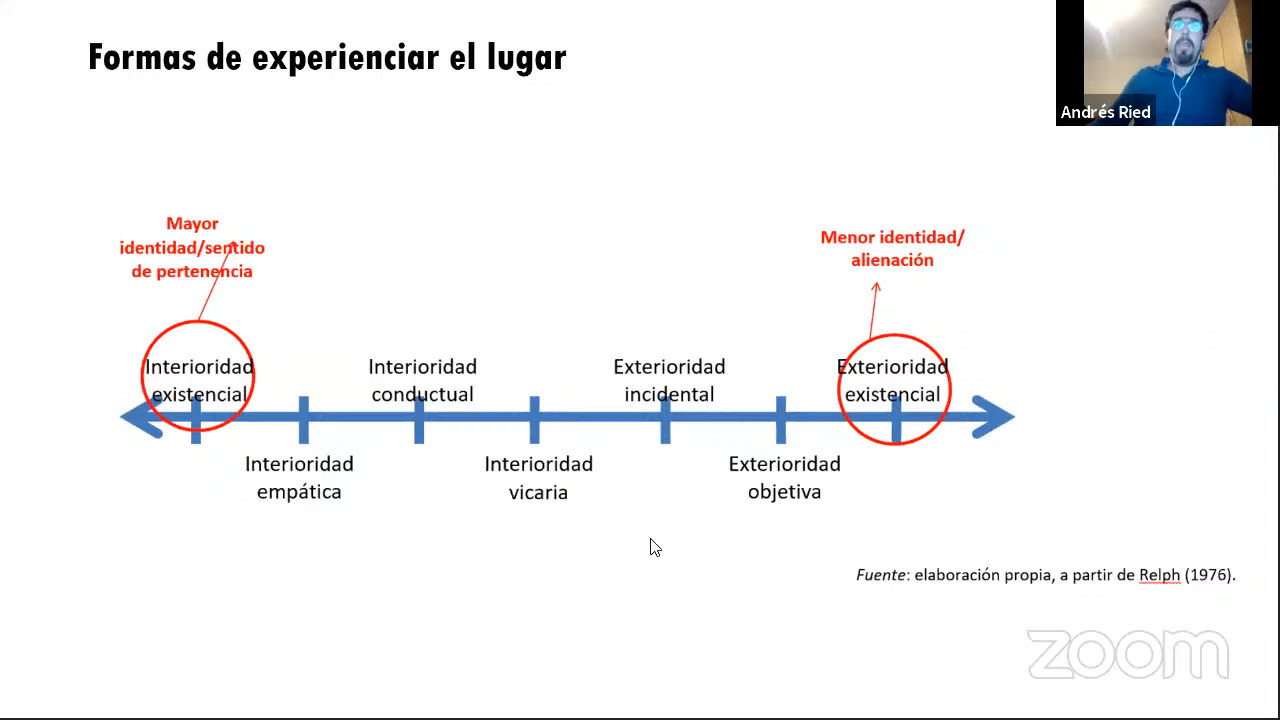 Formas de experienciar el lugar
Andrés Ried
Mayor
identidad/sentido
de pertenencia
Menor identidad/
alienación
Interioridad
existencial
Interioridad
conductual
Exterioridad
incidental
Exterioridad
existencial
Interioridad
empática
Interioridad
vicaria
Exterioridad
objetiva
Fuente: elaboración propia, a partir de Relph (1976).
zoom